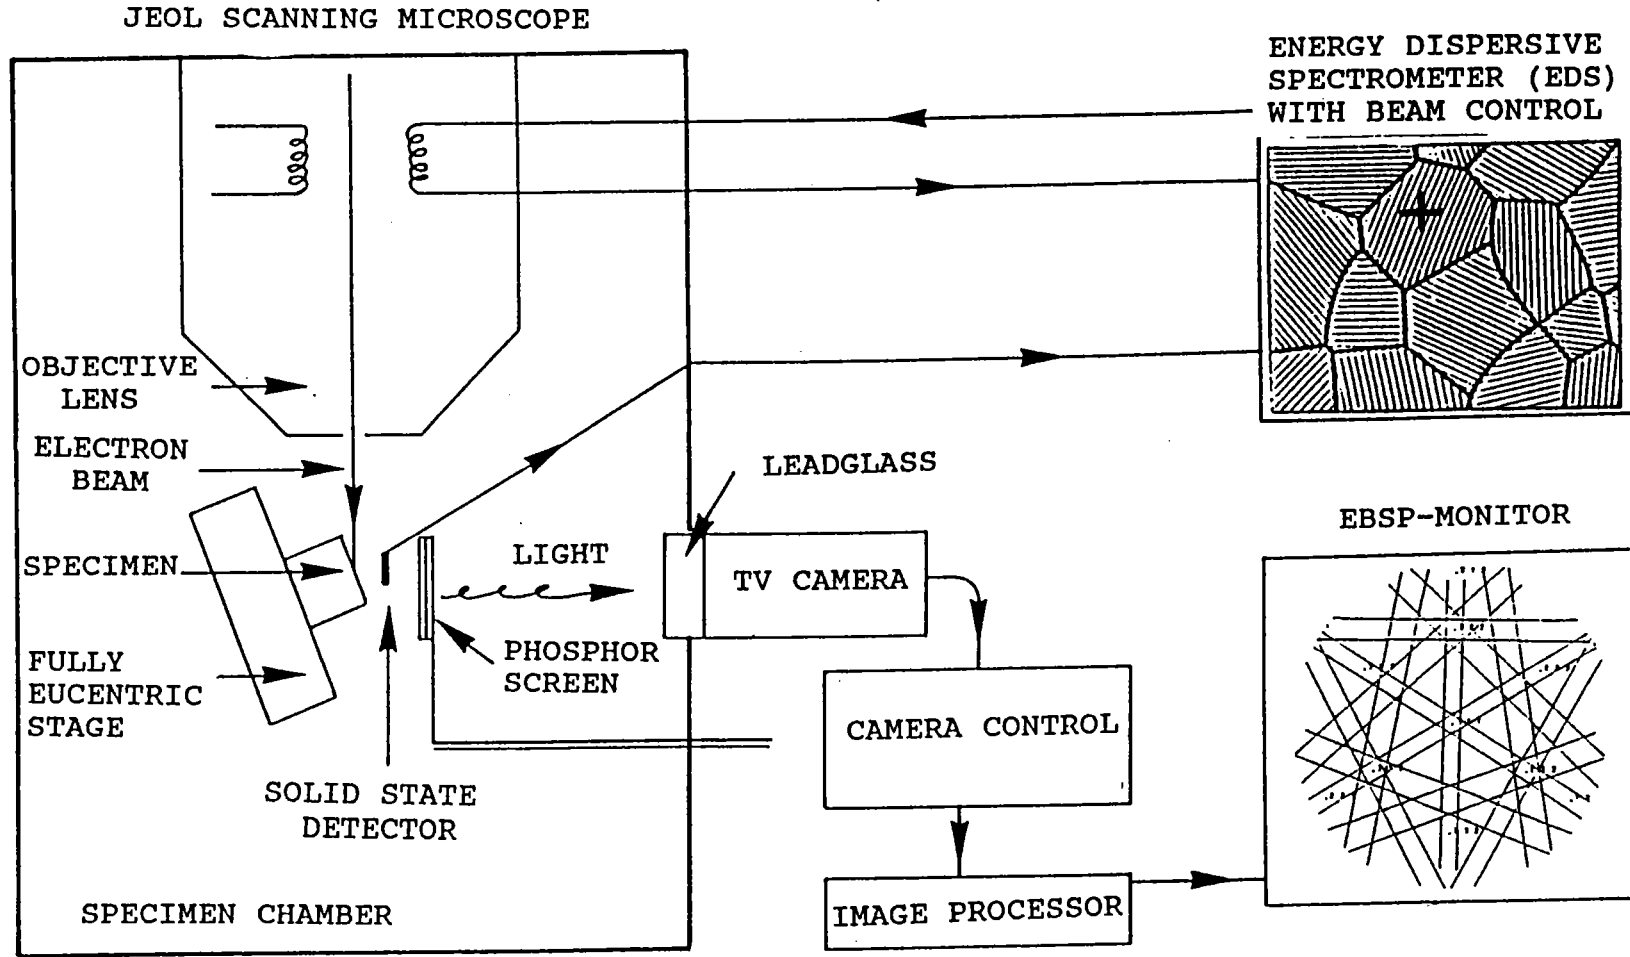 JEOL SCANNING MICROSCOPE
ENERGY DISPERSIVE
SPECTROMETER (EDS)
WITH BEAM CONTROL
OBJECTIVE
LENS
ELECTRON
BEAM
LEADGLASS
EBSP-MONITOR
SPECIMEN
LIGHT
TV CAMERA
FULLY
EUCENTRIC
STAGE
PHOSPHOR
SCREEN
CAMERA CONTROL
SOLID STATE
DETECTOR
SPECIMEN CHAMBER
IMAGE PROCESSOR